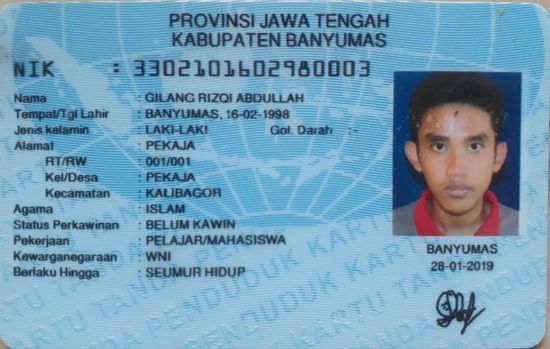 PROVINSI JAWA TENGAH
KABUPATEN BANYUMAS
NIK : 3302101602980003
Nama : GILANG RIZQI ABDULLAH
Tempat/Tgl Lahir : BANYUMAS, 16-02-1998
Jenis kelamin : LAKI-LAKI Gol. Darah :-
Alamat : PEKAJA
RT/RW : 001/001
Kel/Desa : PEKAJA
Kecamatan : KALIBAGOR
Agama : ISLAM
Status Perkawinan : BELUM KAWIN
Pekerjaan : PELAJAR/MAHASISWA
Kewarganegaraan : WNI
Berlaku Hingga : SEUMUR HIDUP
BANYUMAS
28-01-2019
KARTU TANDA PENDUDUK